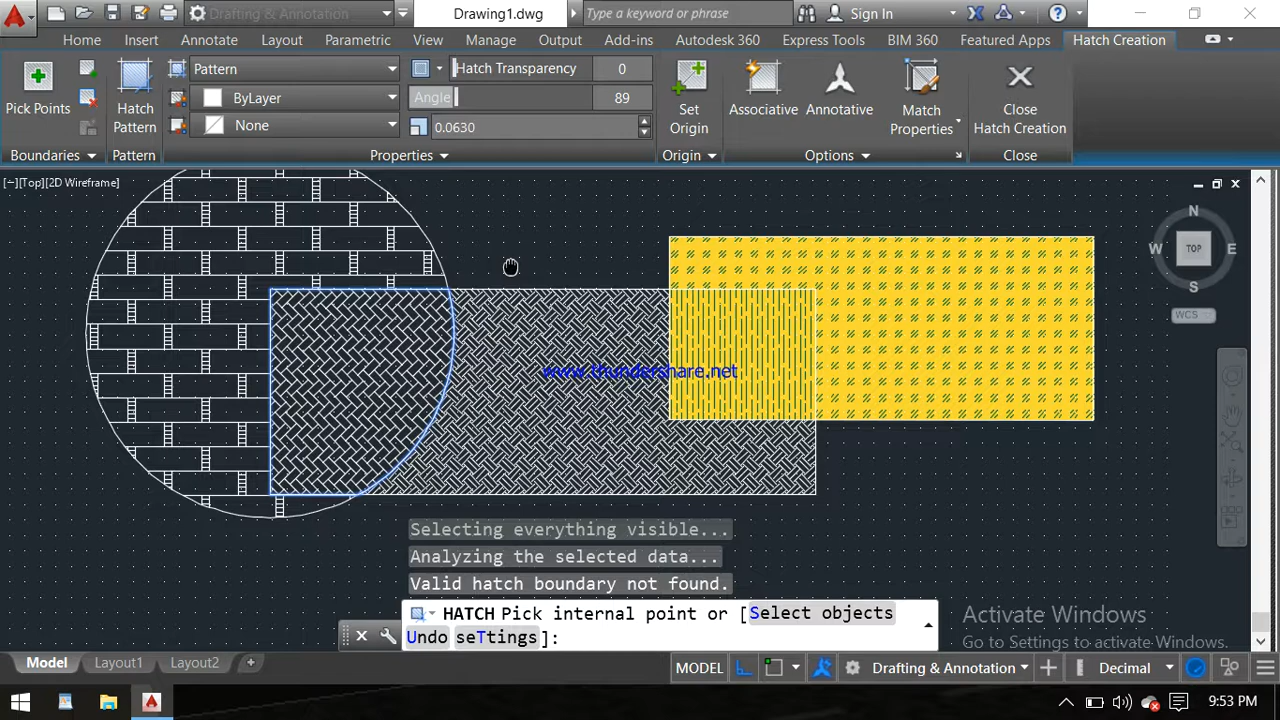 Drafting & Annotation
Drawing1.dwg
Type a keyword or phrase
Sign In
Home Insert Annotate Layout Parametric View Manage Output Add-ins Autodesk 360 Express Tools BIM 360 Featured Apps Hatch Creation
Pick Points
Boundaries
Hatch
Pattern
Pattern
Pattern
ByLayer
None
Hatch Transparency 0
Angle 89
0.0630
Properties
Set
Origin
Origin
Associative
Annotative
Match
Properties
Options
Close
Hatch Creation
Close
[−][Top][2D Wireframe]
N
W TOP E
S
WCS
www.thundershare.net
Selecting everything visible...
Analyzing the selected data...
Valid hatch boundary not found.
HATCH Pick internal point or [Select objects
Undo seTtings]:
Activate Windows
Go to Settings to activate Windows.
Model Layout1 Layout2
MODEL
Drafting & Annotation
Decimal
9:53 PM